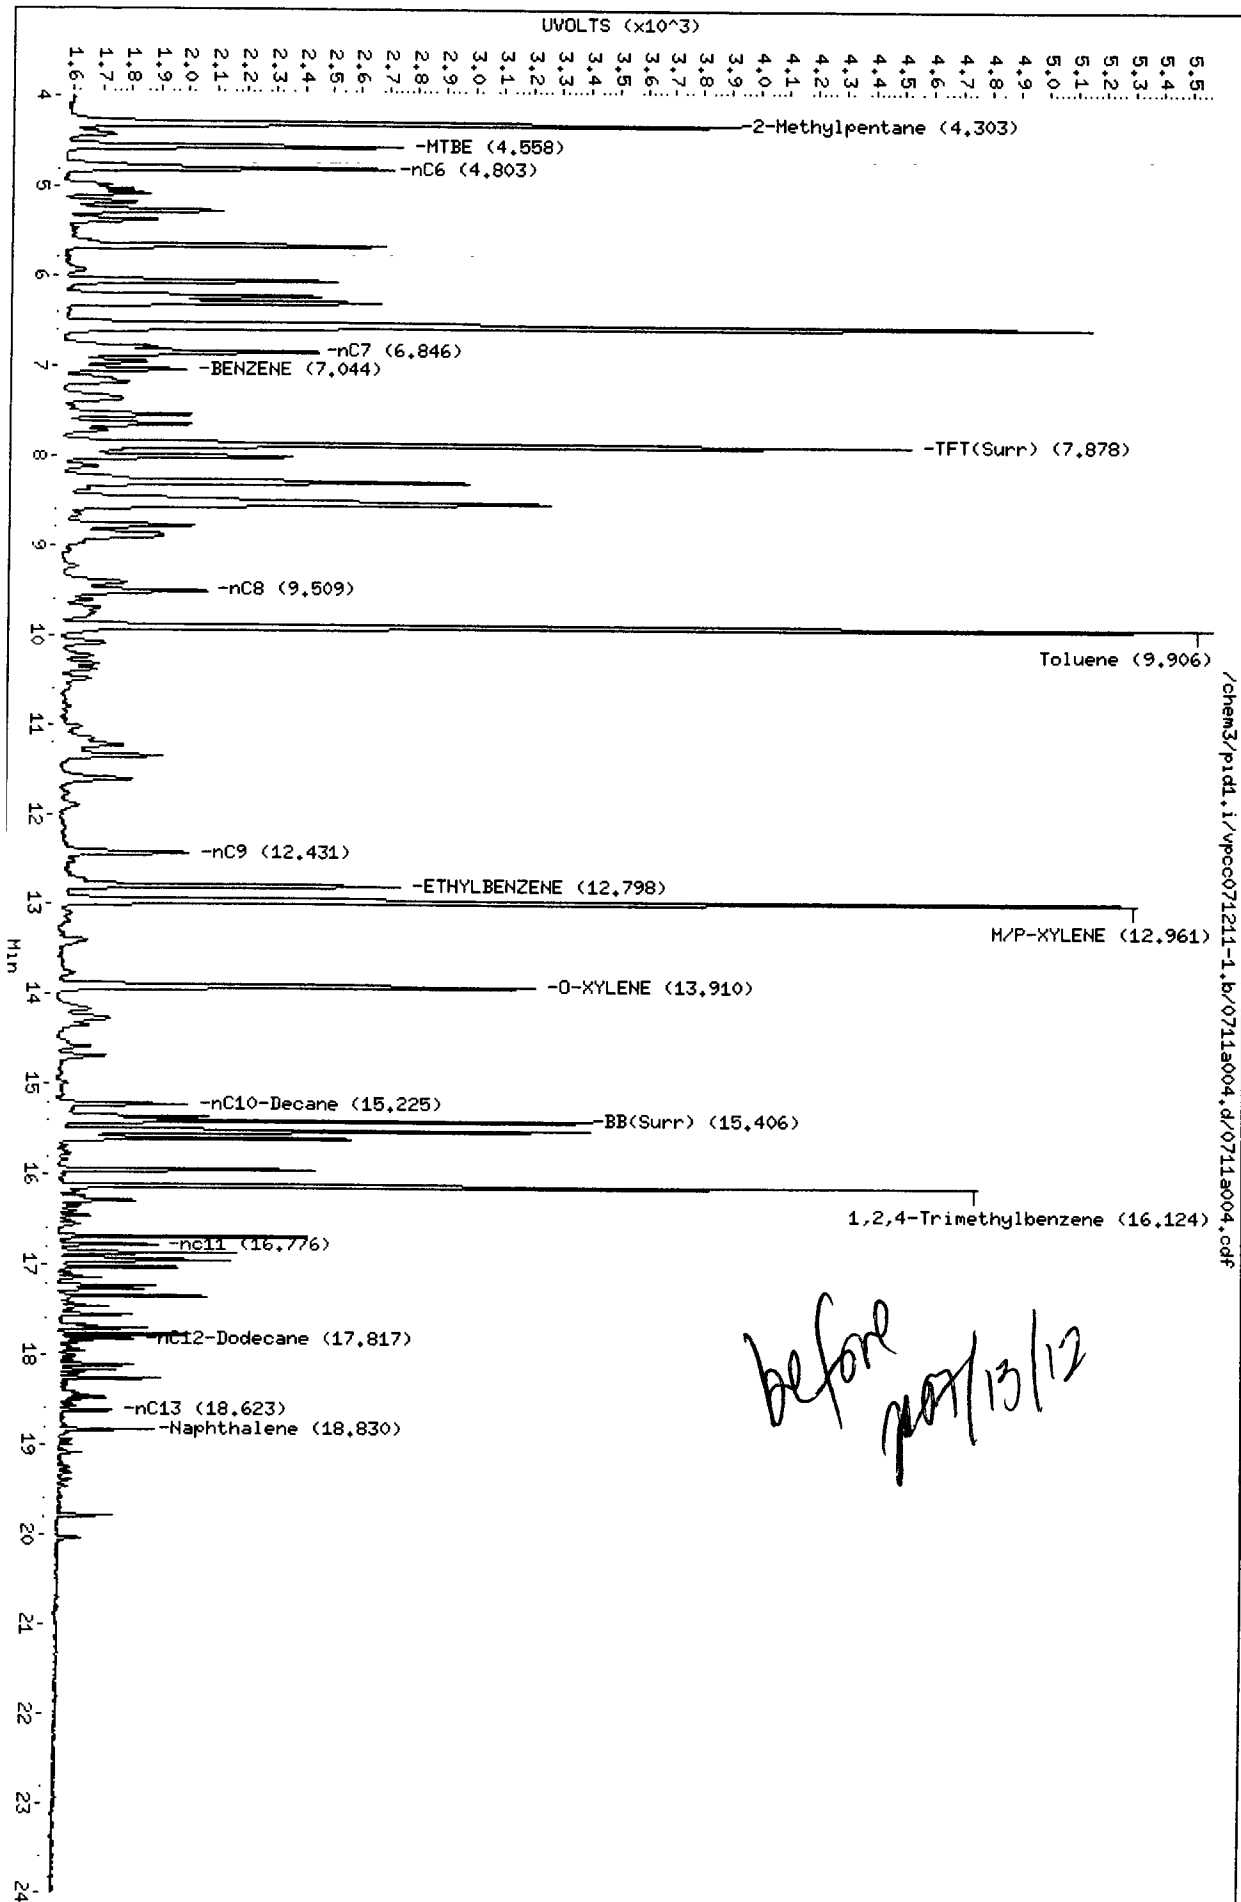 UVOLTS (x10^3)
1.6
1.7
1.8
1.9
2.0
2.1
2.2
2.3
2.4
2.5
2.6
2.7
2.8
2.9
3.0
3.1
3.2
3.3
3.4
3.5
3.6
3.7
3.8
3.9
4.0
4.1
4.2
4.3
4.4
4.5
4.6
4.7
4.8
4.9
5.0
5.1
5.2
5.3
5.4
5.5
-2-Methylpentane (4.303)
-MTBE (4.558)
-nC6 (4.803)
-nC7 (6.846)
-BENZENE (7.044)
-TFT(Surr) (7.878)
-nC8 (9.509)
Toluene (9.906)
-nC9 (12.431)
-ETHYLBENZENE (12.798)
M/P-XYLENE (12.961)
-O-XYLENE (13.910)
-nC10-Decane (15.225)
-BB(Surr) (15.406)
1,2,4-Trimethylbenzene (16.124)
-nc11 (16.776)
-nC12-Dodecane (17.817)
-nC13 (18.623)
-Naphthalene (18.830)
4
5
6
7
8
9
10
11
12
13
14
15
16
17
18
19
20
21
22
23
24
Min
/chem3/pid1.i/vpcc071211-1.b/0711a004.d/0711a004.cdf
before
/13/12